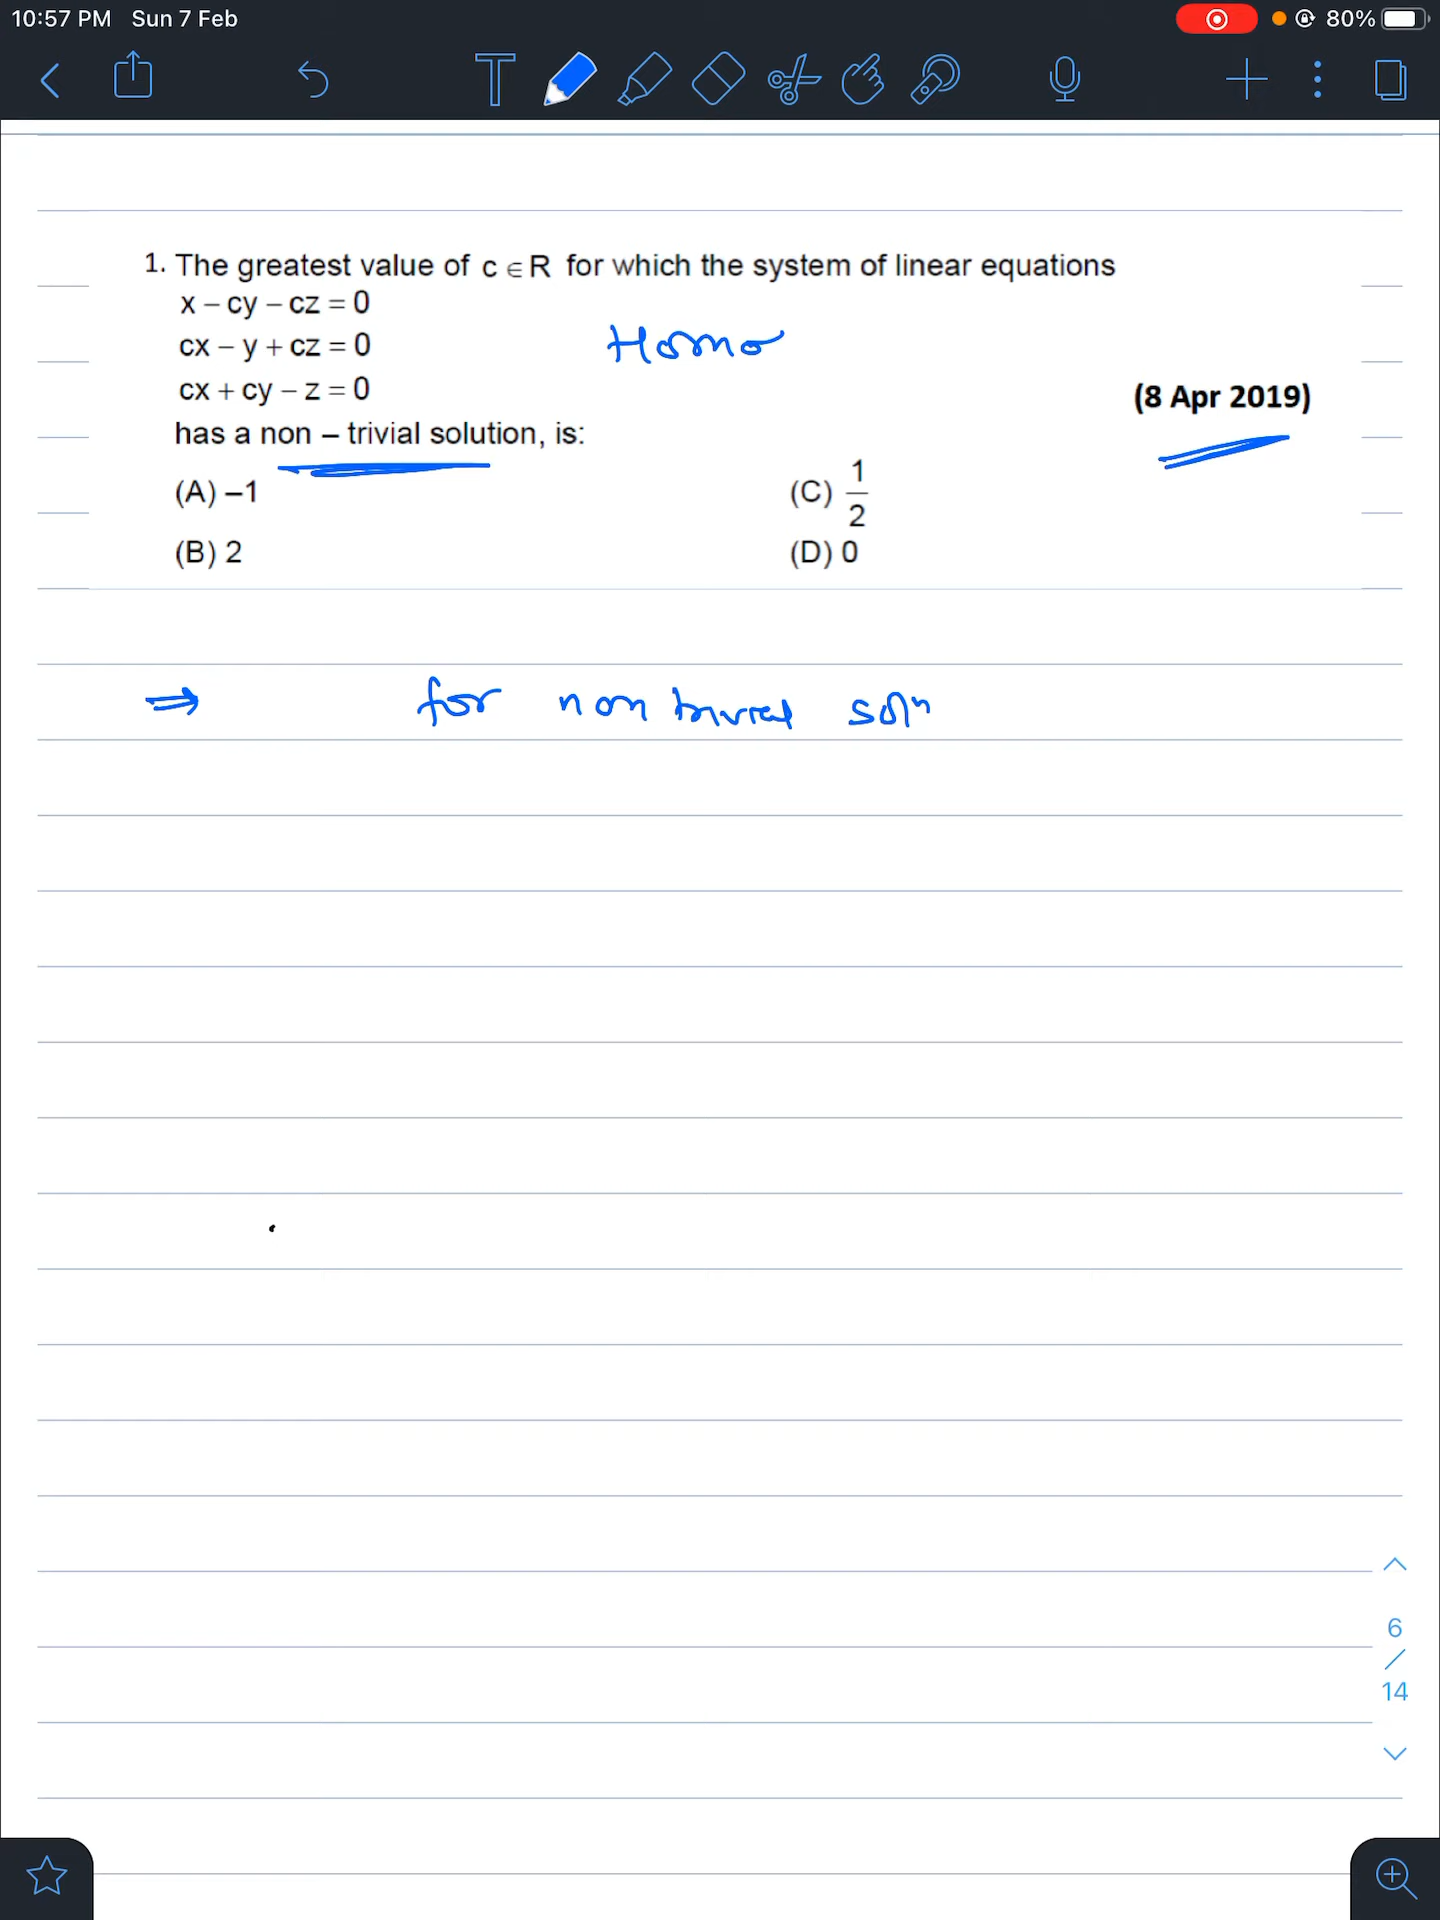 10:57 PM Sun 7 Feb 80%
1. The greatest value of c ∈ R for which the system of linear equations
x – cy – cz = 0
cx – y + cz = 0
Homo
cx + cy – z = 0
(8 Apr 2019)
has a non – trivial solution, is:
(A) –1
(C) 1/2
(B) 2
(D) 0
⇒ for non trivial solⁿ
6
/
14